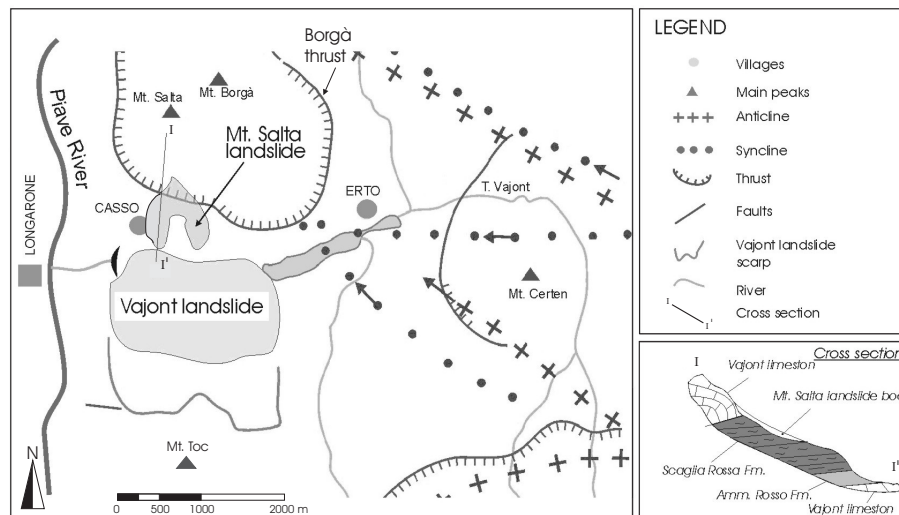 Borgà
thrust
Mt. Borgà
Mt. Salta
I
Mt. Salta
landslide
Piave River
LONGARONE
CASSO
ERTO
T. Vajont
I'
Vajont landslide
Mt. Certen
Mt. Toc
N
0 500 1000 2000 m
LEGEND
Villages
Main peaks
Anticline
Syncline
Thrust
Faults
Vajont landslide
scarp
River
I
Cross section
I'
Cross section
I
Vajont limeston
Mt. Salta landslide bo
Scaglia Rossa Fm.
I'
Amm. Rosso Fm.
Vajont limeston